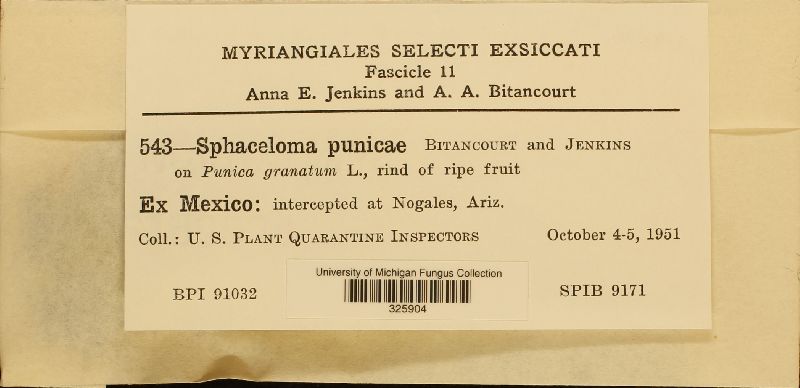 MYRIANGIALES SELECTI EXSICCATI
Fascicle 11
Anna E. Jenkins and A. A. Bitancourt
543—Sphaceloma punicae BITANCOURT and JENKINS
on Punica granatum L., rind of ripe fruit
Ex Mexico: intercepted at Nogales, Ariz.
Coll.: U. S. PLANT QUARANTINE INSPECTORS October 4-5, 1951
BPI 91032 SPIB 9171
University of Michigan Fungus Collection
325904